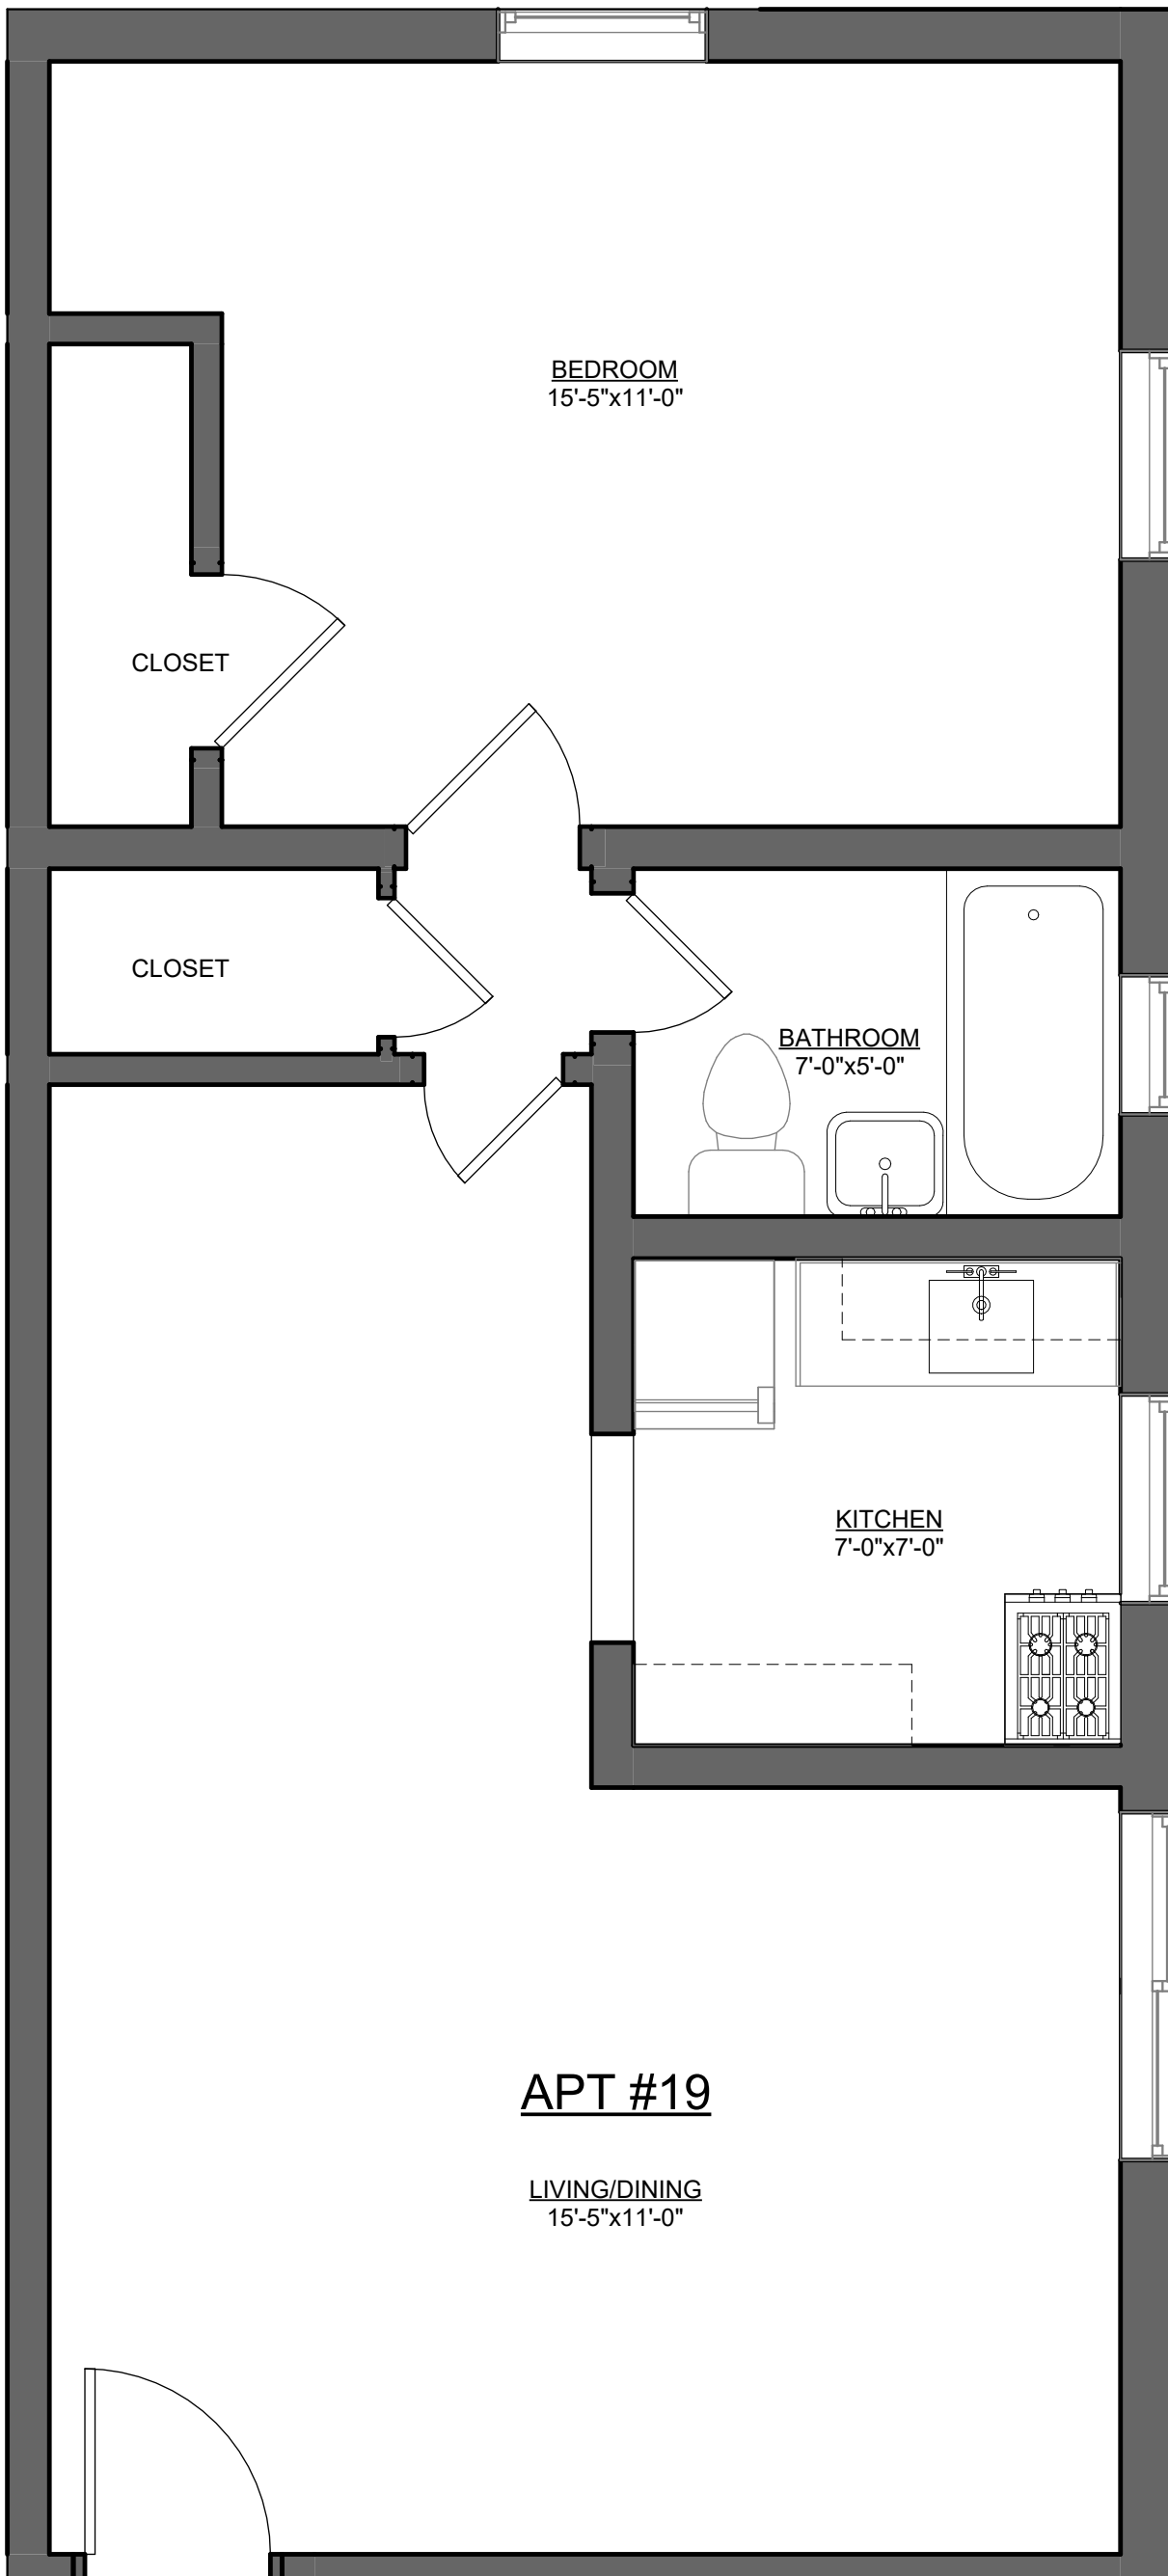 BEDROOM
15'-5"x11'-0"
CLOSET
CLOSET
BATHROOM
7'-0"x5'-0"
KITCHEN
7'-0"x7'-0"
APT #19
LIVING/DINING
15'-5"x11'-0"